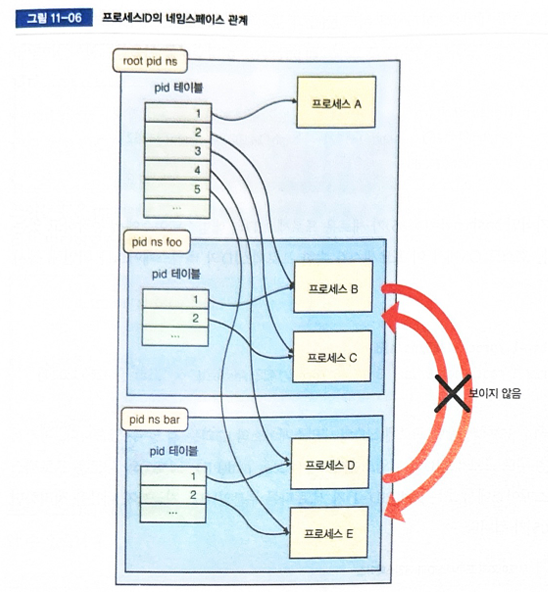 그림 11-06 프로세스ID의 네임스페이스 관계
root pid ns
pid 테이블
1
2
3
4
5
...
프로세스 A
pid ns foo
pid 테이블
1
2
...
프로세스 B
프로세스 C
보이지 않음
pid ns bar
pid 테이블
1
2
...
프로세스 D
프로세스 E